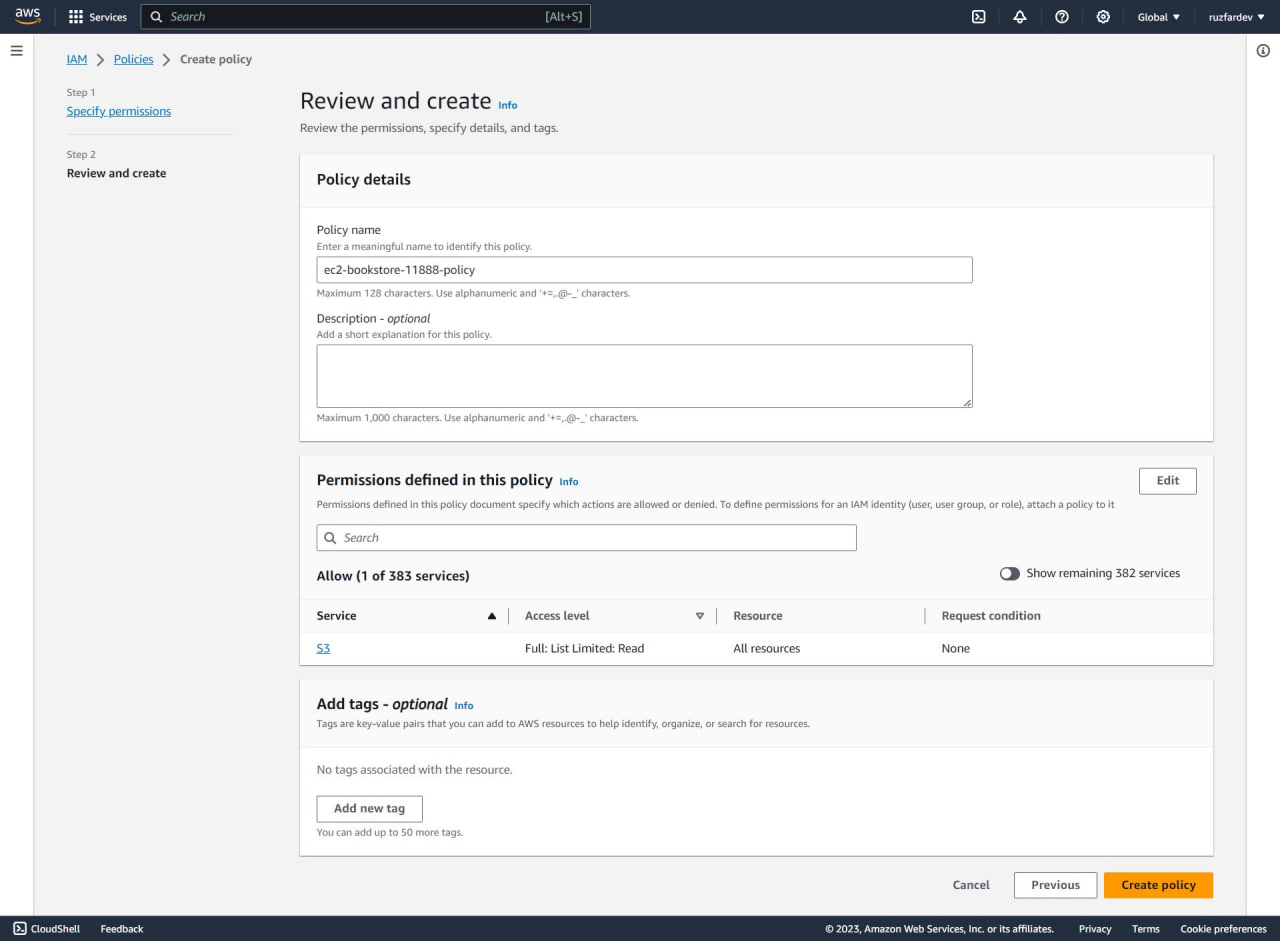 aws Services Search [Alt+S] Global ▼ ruzfardev ▼
IAM > Policies > Create policy
Step 1
Specify permissions
Step 2
Review and create
Review and create Info
Review the permissions, specify details, and tags.
Policy details
Policy name
Enter a meaningful name to identify this policy.
ec2-bookstore-11888-policy
Maximum 128 characters. Use alphanumeric and '+=,.@-_' characters.
Description - optional
Add a short explanation for this policy.
Maximum 1,000 characters. Use alphanumeric and '+=,.@-_' characters.
Permissions defined in this policy Info Edit
Permissions defined in this policy document specify which actions are allowed or denied. To define permissions for an IAM identity (user, user group, or role), attach a policy to it
Search
Allow (1 of 383 services) Show remaining 382 services
Service ▲ Access level ▽ Resource Request condition
S3 Full: List Limited: Read All resources None
Add tags - optional Info
Tags are key-value pairs that you can add to AWS resources to help identify, organize, or search for resources.
No tags associated with the resource.
Add new tag
You can add up to 50 more tags.
Cancel Previous Create policy
CloudShell Feedback © 2023, Amazon Web Services, Inc. or its affiliates. Privacy Terms Cookie preferences